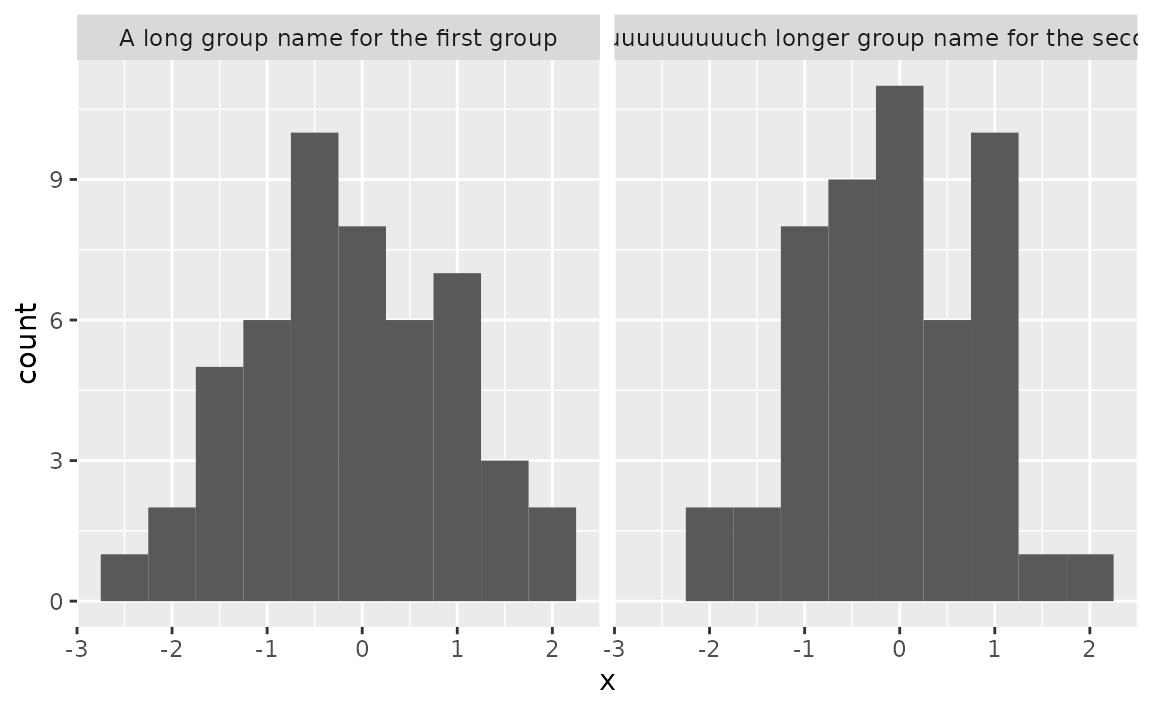 A long group name for the first group
uuuuuuuuuch longer group name for the seco
count
9
6
3
0
-3 -2 -1 0 1 2
-3 -2 -1 0 1 2
x